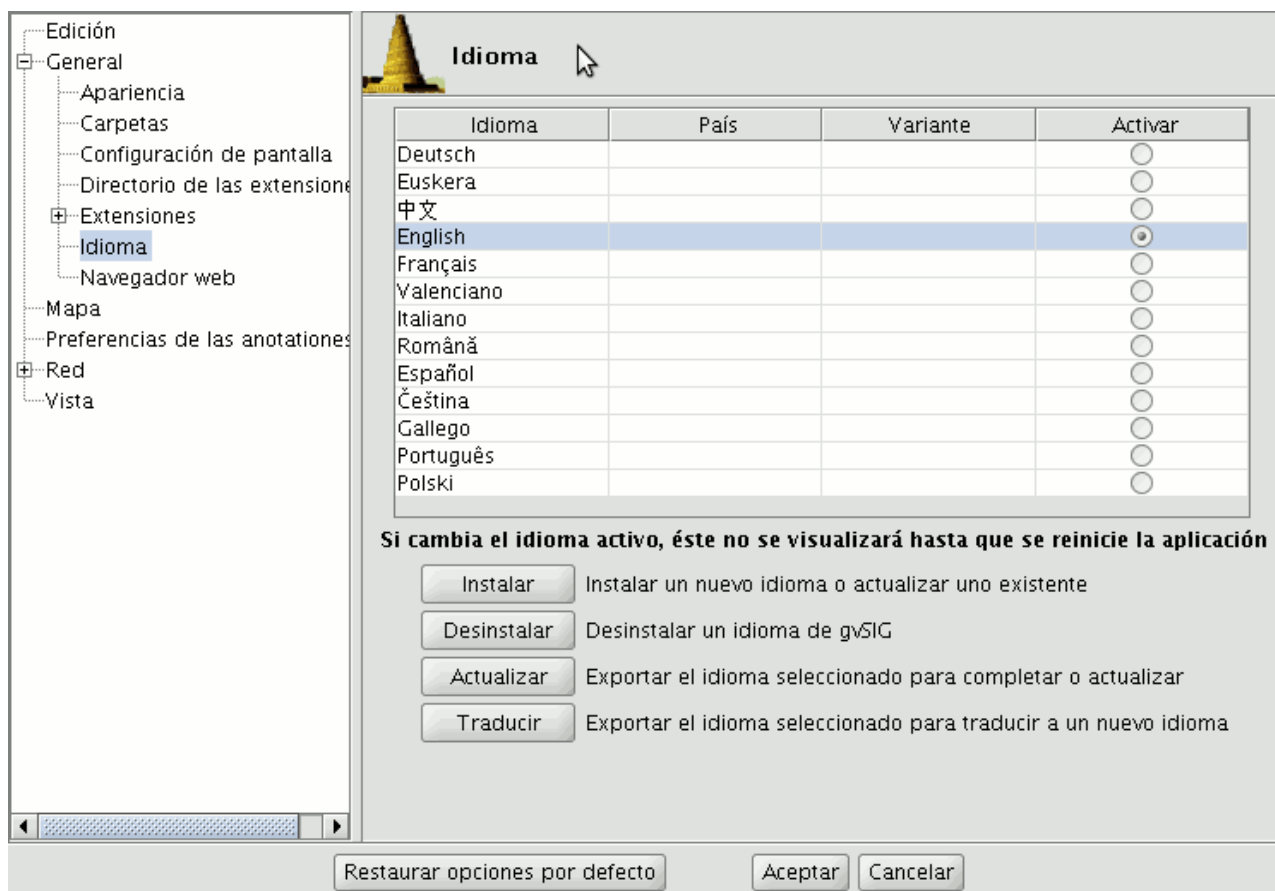 Edición
General
Apariencia
Carpetas
Configuración de pantalla
Directorio de las extensione
Extensiones
Idioma
Navegador web
Mapa
Preferencias de las anotationes
Red
Vista
Idioma
Idioma País Variante Activar
Deutsch
Euskera
中文
English
Français
Valenciano
Italiano
Română
Español
Čeština
Gallego
Português
Polski
Si cambia el idioma activo, éste no se visualizará hasta que se reinicie la aplicación
Instalar Instalar un nuevo idioma o actualizar uno existente
Desinstalar Desinstalar un idioma de gvSIG
Actualizar Exportar el idioma seleccionado para completar o actualizar
Traducir Exportar el idioma seleccionado para traducir a un nuevo idioma
Restaurar opciones por defecto Aceptar Cancelar